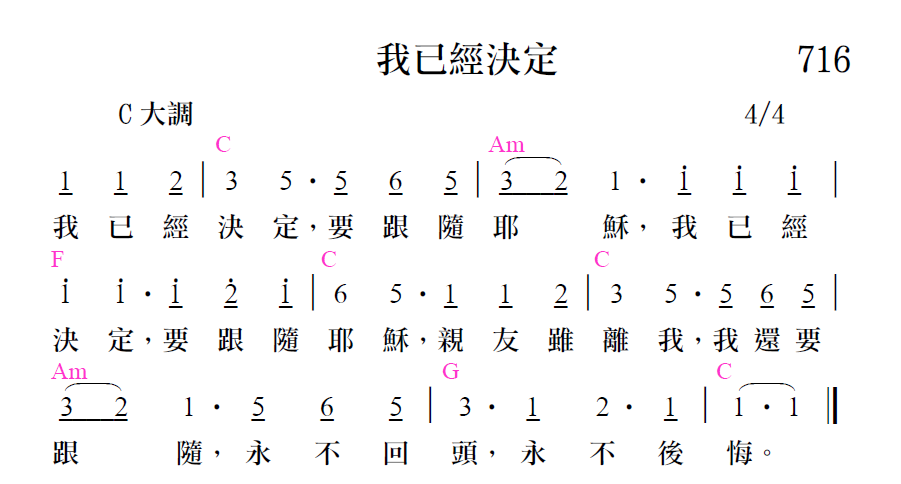 我已經決定 716
C 大調 4/4
C Am
1 1 2 | 3 5 · 5 6 5 | 3 2 1 · i i i |
我 已 經 決 定,要 跟 隨 耶 穌, 我 已 經
F C C
i i · i 2̇ i | 6 5 · 1 1 2 | 3 5 · 5 6 5 |
決 定,要 跟 隨 耶 穌,親 友 雖 離 我,我 還 要
Am G C
3 2 1 · 5 6 5 | 3 · 1 2 · 1 | 1 · 1 ‖
跟 隨, 永 不 回 頭,永 不 後 悔。